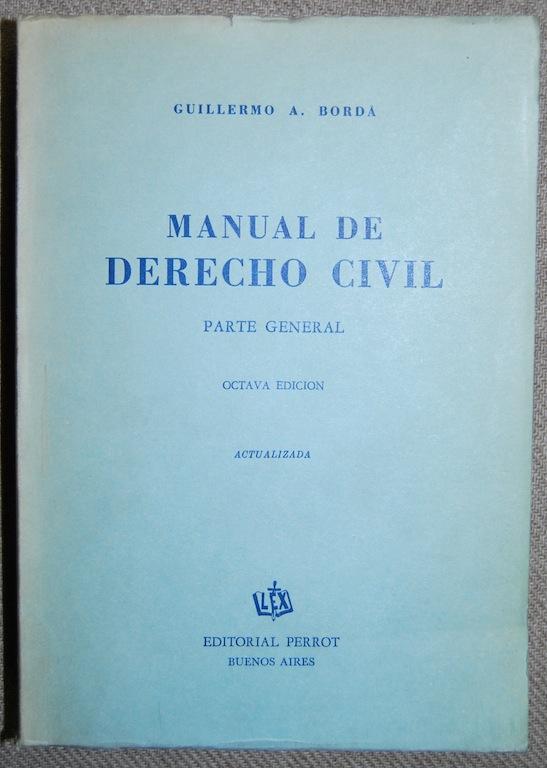 GUILLERMO A. BORDA
MANUAL DE
DERECHO CIVIL
PARTE GENERAL
OCTAVA EDICION
ACTUALIZADA
LEX
EDITORIAL PERROT
BUENOS AIRES